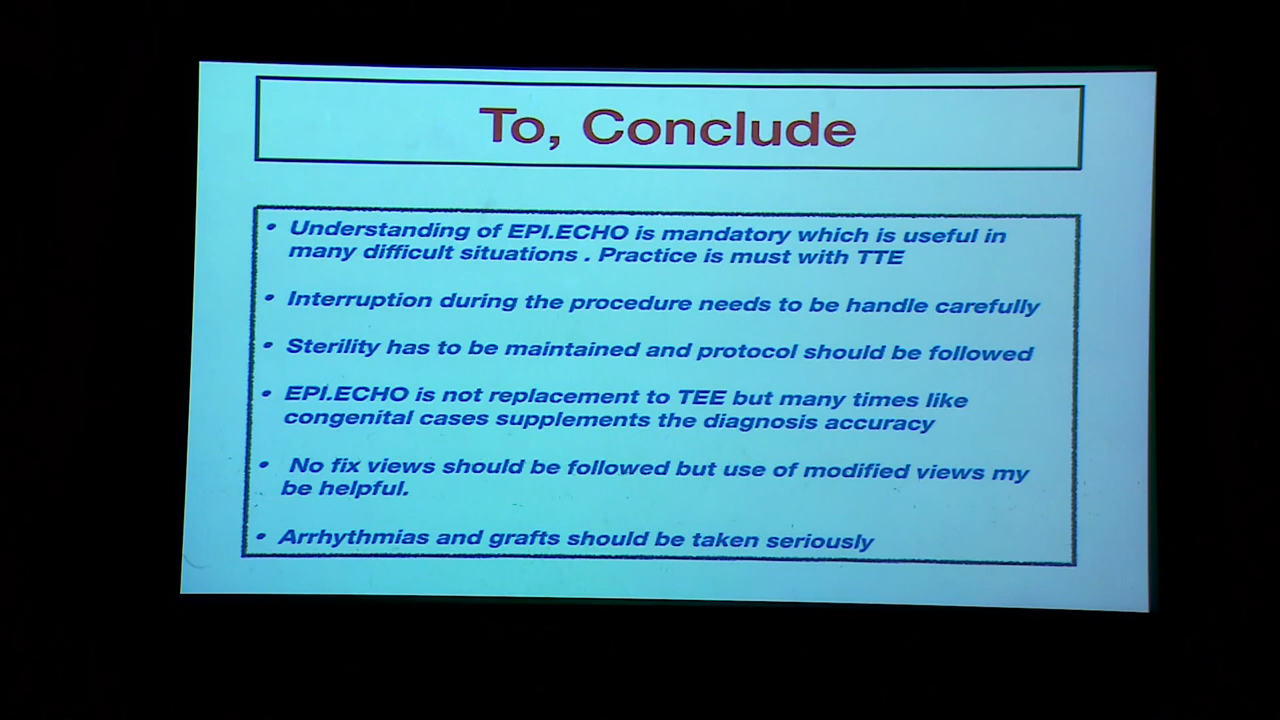 To, Conclude
• Understanding of EPI.ECHO is mandatory which is useful in
many difficult situations . Practice is must with TTE
• Interruption during the procedure needs to be handle carefully
• Sterility has to be maintained and protocol should be followed
• EPI.ECHO is not replacement to TEE but many times like
congenital cases supplements the diagnosis accuracy
• No fix views should be followed but use of modified views my
be helpful.
• Arrhythmias and grafts should be taken seriously